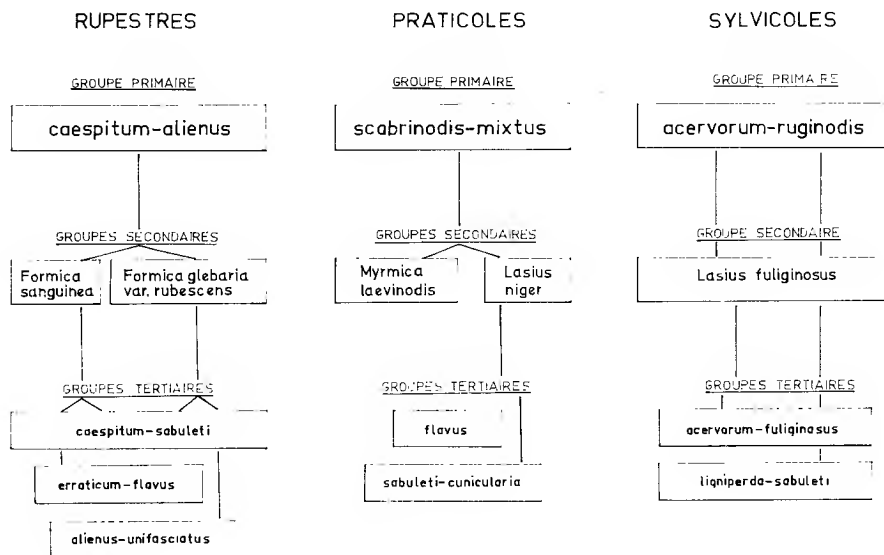 RUPESTRES
GROUPE PRIMAIRE
caespitum-alienus
GROUPES SECONDAIRES
Formica
sanguinea
Formica glebaria
var. rubescens
GROUPES TERTIAIRES
caespitum-sabuleti
erraticum-flavus
alienus-unifasciatus
PRATICOLES
GROUPE PRIMAIRE
scabrinodis-mixtus
GROUPES SECONDAIRES
Myrmica
laevinodis
Lasius
niger
GROUPES TERTIAIRES
flavus
sabuleti-cunicularia
SYLVICOLES
GROUPE PRIMAIRE
acervorum-ruginodis
GROUPE SECONDAIRE
Lasius fuliginosus
GROUPES TERTIAIRES
acervorum-fuliginasus
ligniperda-sabuleti